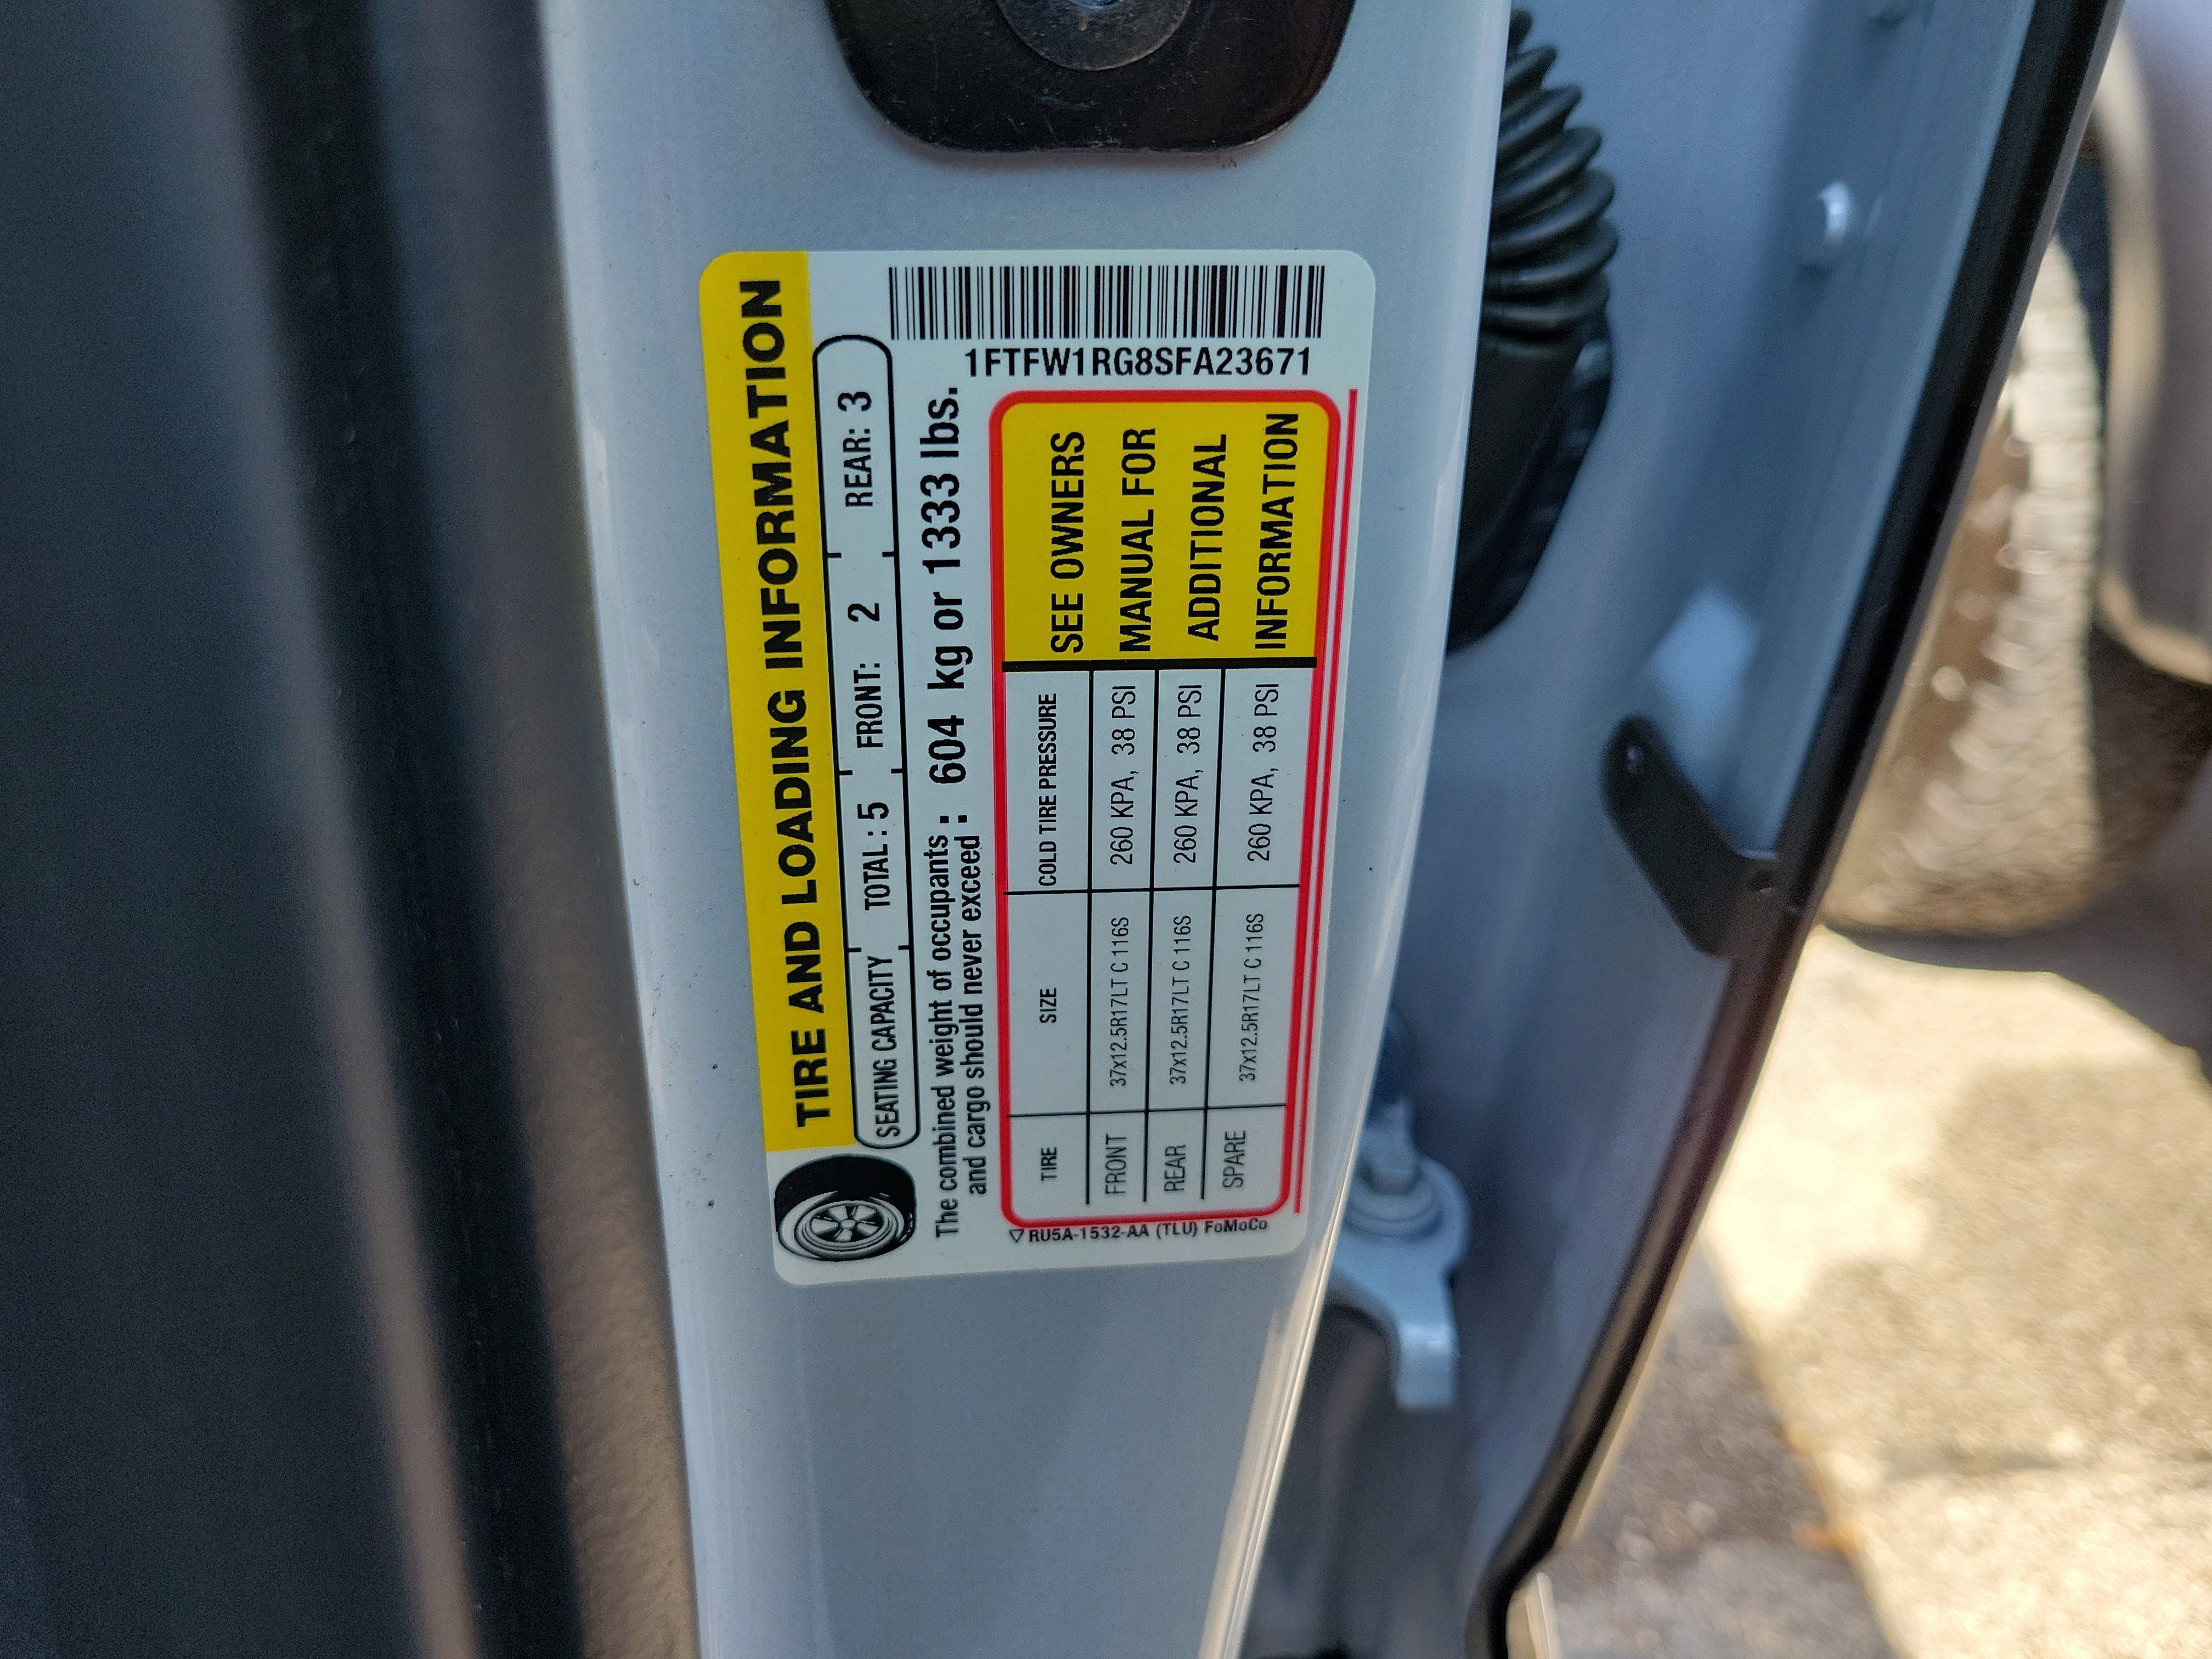 TIRE AND LOADING INFORMATION
SEATING CAPACITY TOTAL : 5 FRONT: 2 REAR: 3
The combined weight of occupants : 604 kg or 1333 lbs.
and cargo should never exceed :
1FTFW1RG8SFA23671
TIRE SIZE COLD TIRE PRESSURE
FRONT 37x12.5R17LT C 116S 260 KPA, 38 PSI
REAR 37x12.5R17LT C 116S 260 KPA, 38 PSI
SPARE 37x12.5R17LT C 116S 260 KPA, 38 PSI
SEE OWNERS
MANUAL FOR
ADDITIONAL
INFORMATION
RU5A-1532-AA (TLU) FoMoCo